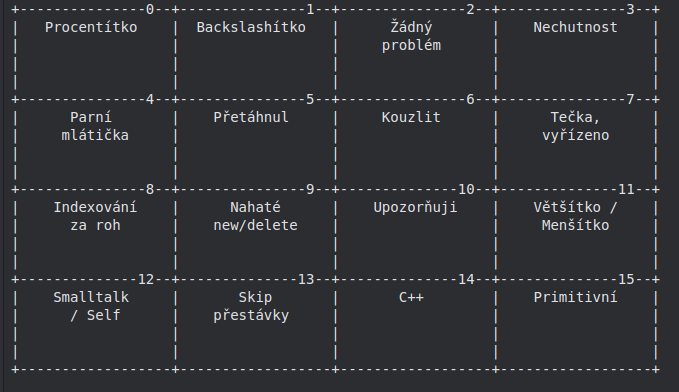 +---------------0--+---------------1--+---------------2--+---------------3--+
| Procentítko | Backslashítko | Žádný | Nechutnost |
| | | problém | |
| | | | |
| | | | |
+---------------4--+---------------5--+---------------6--+---------------7--+
| Parní | Přetáhnul | Kouzlit | Tečka, |
| mlátička | | | vyřízeno |
| | | | |
| | | | |
+---------------8--+---------------9--+--------------10--+--------------11--+
| Indexování | Nahaté | Upozorňuji | Většítko / |
| za roh | new/delete | | Menšítko |
| | | | |
| | | | |
+--------------12--+--------------13--+--------------14--+--------------15--+
| Smalltalk | Skip | C++ | Primitivní |
| / Self | přestávky | | |
| | | | |
| | | | |
+------------------+------------------+------------------+------------------+